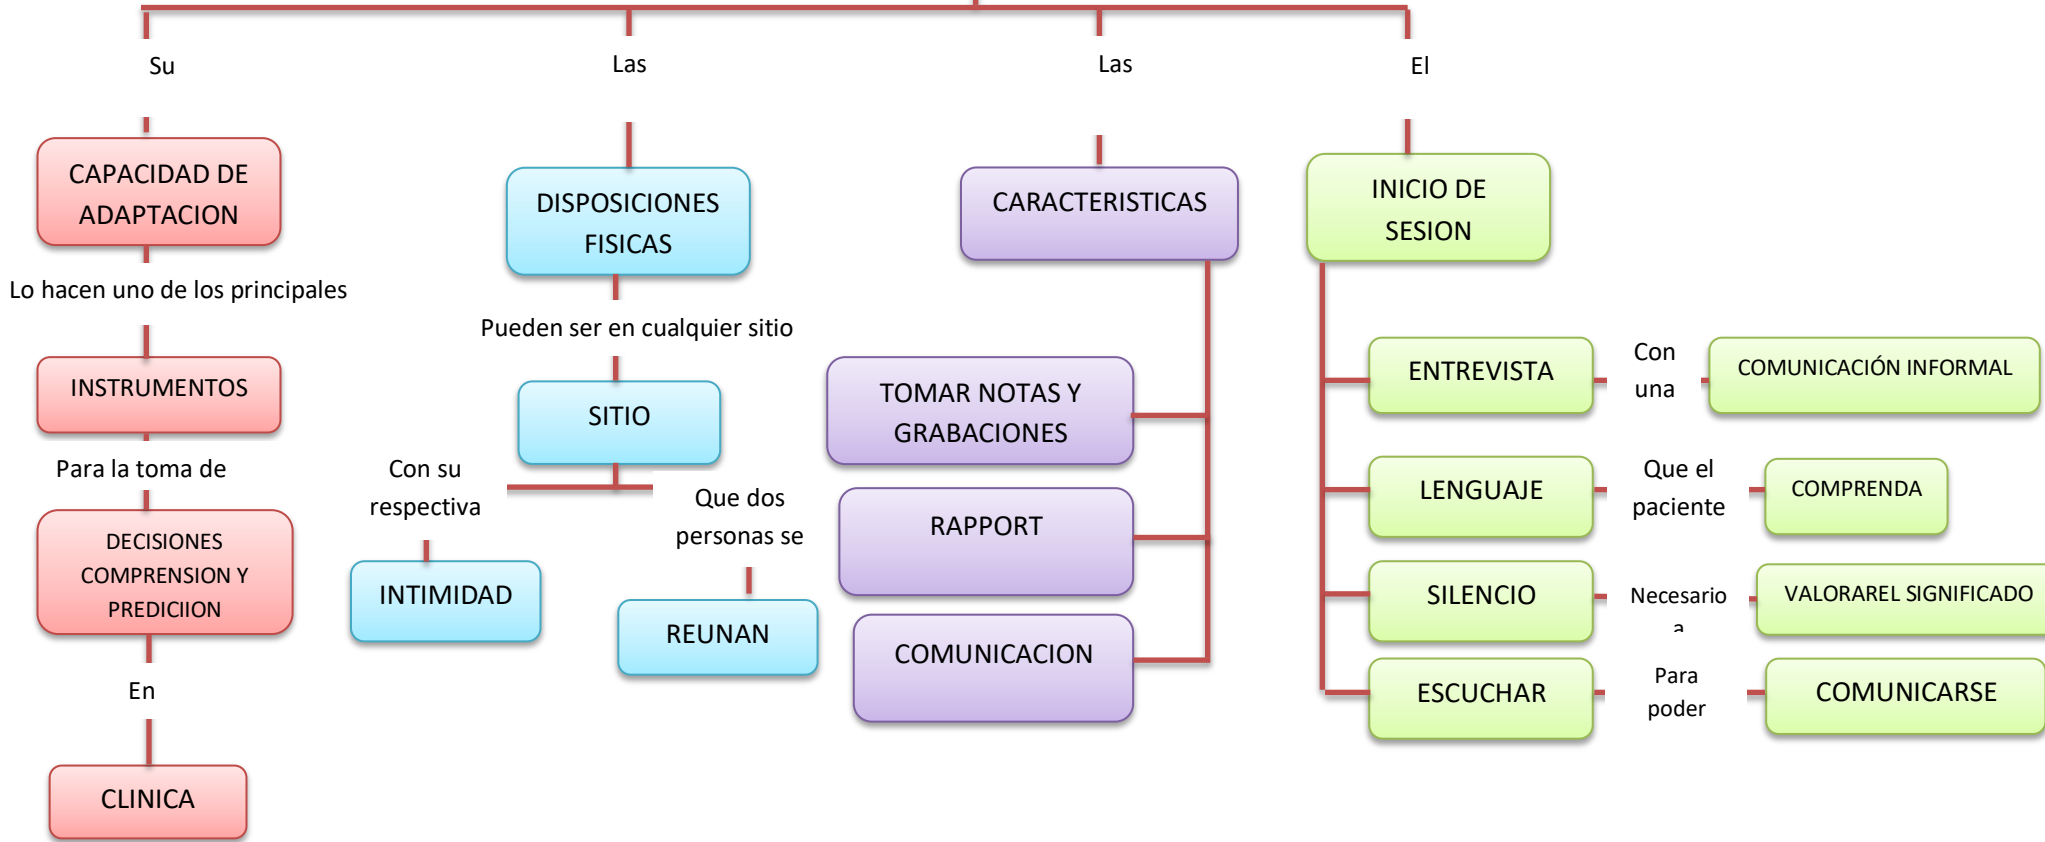 Su
CAPACIDAD DE
ADAPTACION
Lo hacen uno de los principales
INSTRUMENTOS
Para la toma de
DECISIONES
COMPRENSION Y
PREDICIION
En
CLINICA
Las
DISPOSICIONES
FISICAS
Pueden ser en cualquier sitio
SITIO
Con su
respectiva
INTIMIDAD
Que dos
personas se
REUNAN
Las
CARACTERISTICAS
TOMAR NOTAS Y
GRABACIONES
RAPPORT
COMUNICACION
El
INICIO DE
SESION
ENTREVISTA
Con
una
COMUNICACIÓN INFORMAL
LENGUAJE
Que el
paciente
COMPRENDA
SILENCIO
Necesario
a
VALORAREL SIGNIFICADO
ESCUCHAR
Para
poder
COMUNICARSE